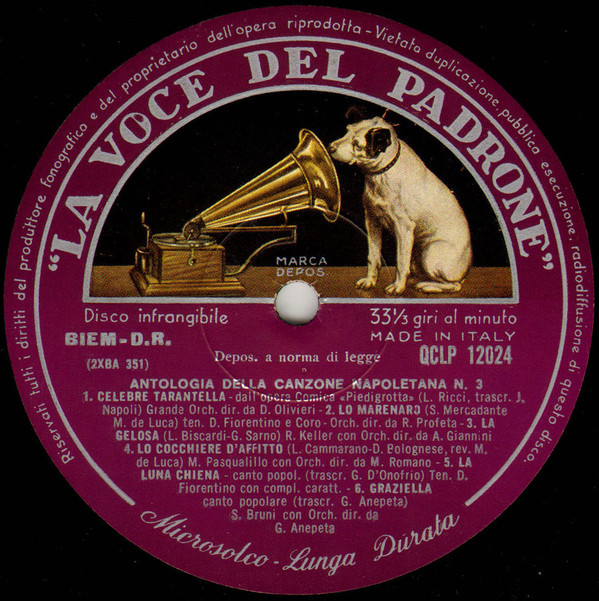 Riservati tutti i diritti del produttore fonografico e del proprietario dell'opera riprodotta - Vietata duplicazione, pubblica esecuzione, radiodiffusione di questo disco.
"LA VOCE DEL PADRONE"
MARCA
DEPOS.
Disco infrangibile
33⅓ giri al minuto
BIEM-D.R.
MADE IN ITALY
(2XBA 351)
QCLP 12024
Depos. a norma di legge
n
ANTOLOGIA DELLA CANZONE NAPOLETANA N. 3
1. CELEBRE TARANTELLA - dall'opera Comica «Piedigrotta» (L. Ricci, trascr. J.
Napoli) Grande Orch. dir. da D. Olivieri - 2. LO MARENARO (S. Mercadante
M. de Luca) ten. D. Fiorentino e Coro - Orch. dir. da R. Profeta - 3. LA
GELOSA (L. Biscardi-G. Sarno) R. Keller con Orch. dir. da A. Giannini
4. LO COCCHIERE D'AFFITTO (L. Cammarano-D. Bolognese, rev. M.
de Luca) M. Pasqualillo con Orch. dir. da M. Romano - 5. LA
LUNA CHIENA - canto popol. (trascr. G. D'Onofrio) Ten. D.
Fiorentino con compl. caratt. - 6. GRAZIELLA
canto popolare (trascr. G. Anepeta)
S. Bruni con Orch. dir. da
G. Anepeta
Microsolco - Lunga Durata